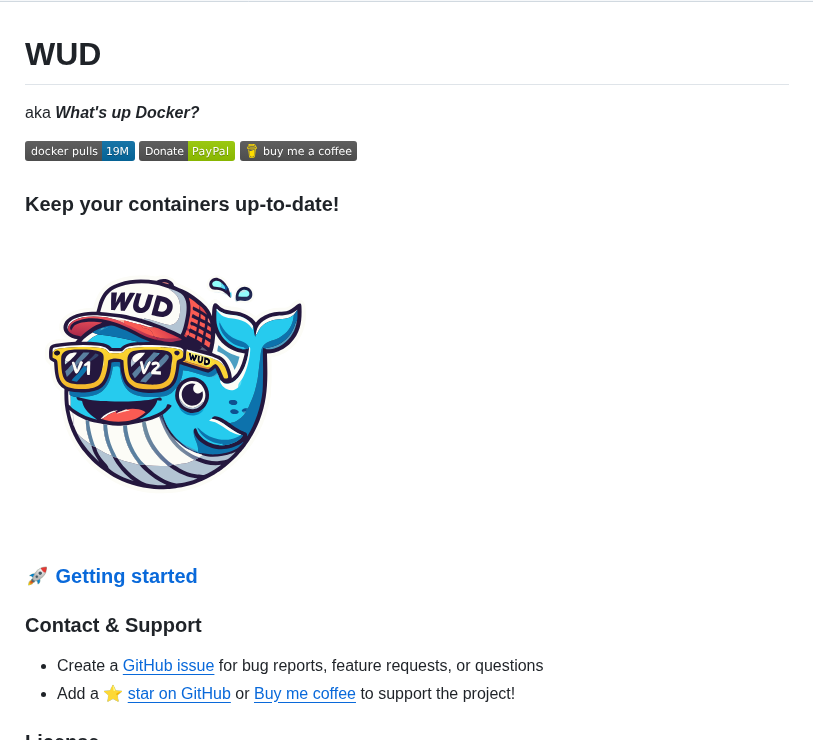 WUD
aka What's up Docker?
docker pulls 19M Donate PayPal buy me a coffee
Keep your containers up-to-date!
WUD
WUD
V1 V2
Getting started
Contact & Support
Create a GitHub issue for bug reports, feature requests, or questions
Add a star on GitHub or Buy me coffee to support the project!
License